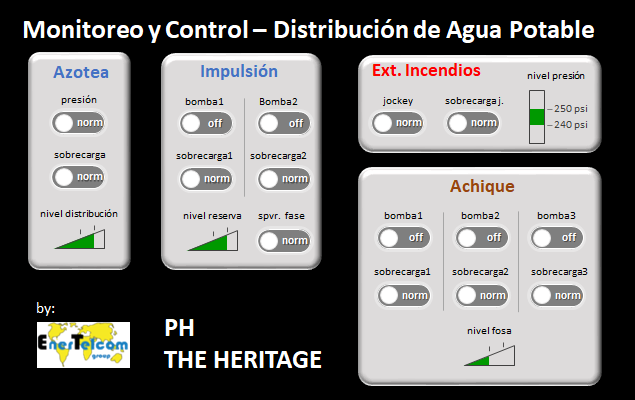 Monitoreo y Control – Distribución de Agua Potable
Azotea
presión
norm
sobrecarga
norm
nivel distribución
Impulsión
bomba1 Bomba2
off off
sobrecarga1 sobrecarga2
norm norm
nivel reserva spvr. fase
norm
Ext. Incendios
nivel presión
jockey sobrecarga j.
norm norm
250 psi
240 psi
Achique
bomba1 bomba2 bomba3
off off off
sobrecarga1 sobrecarga2 sobrecarga3
norm norm norm
nivel fosa
by:
EnerTelcom
group
PH
THE HERITAGE